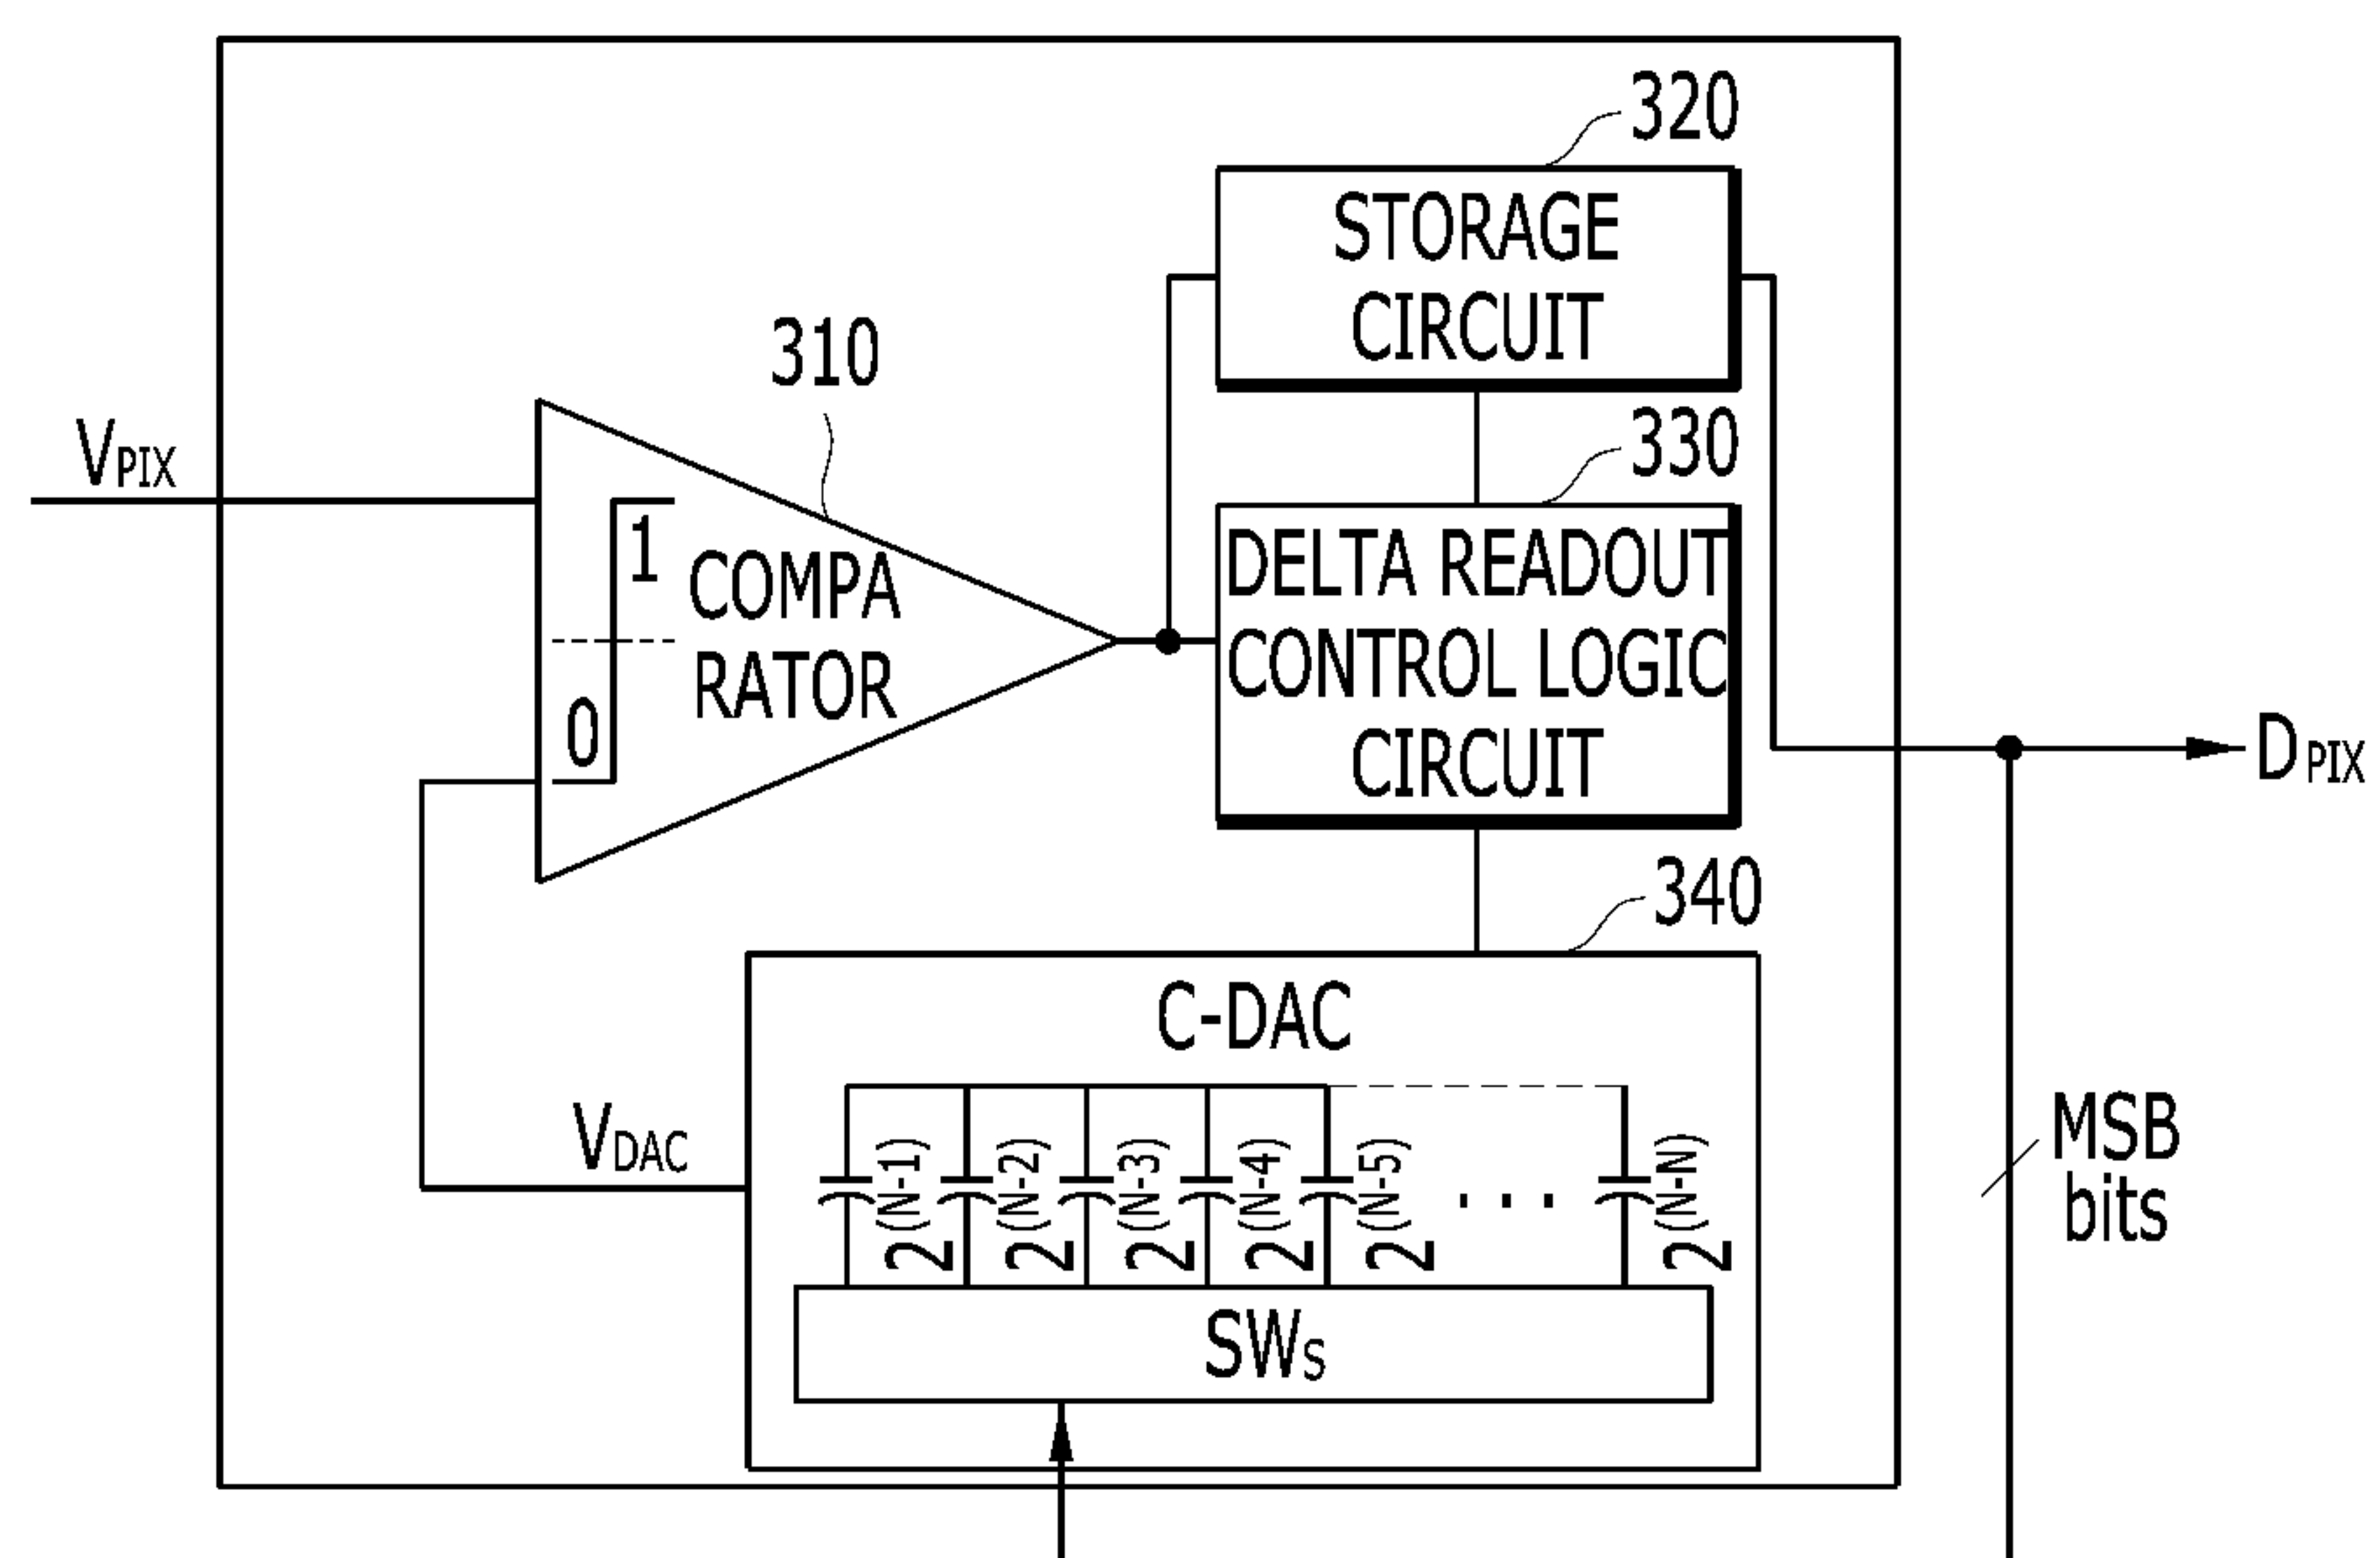 320
STORAGE
CIRCUIT
310
330
VPIX
1
COMPA
RATOR
0
DELTA READOUT
CONTROL LOGIC
CIRCUIT
DPIX
340
C-DAC
VDAC
2(N-1)
2(N-2)
2(N-3)
2(N-4)
2(N-5)
...
2(N-N)
MSB
bits
SWS